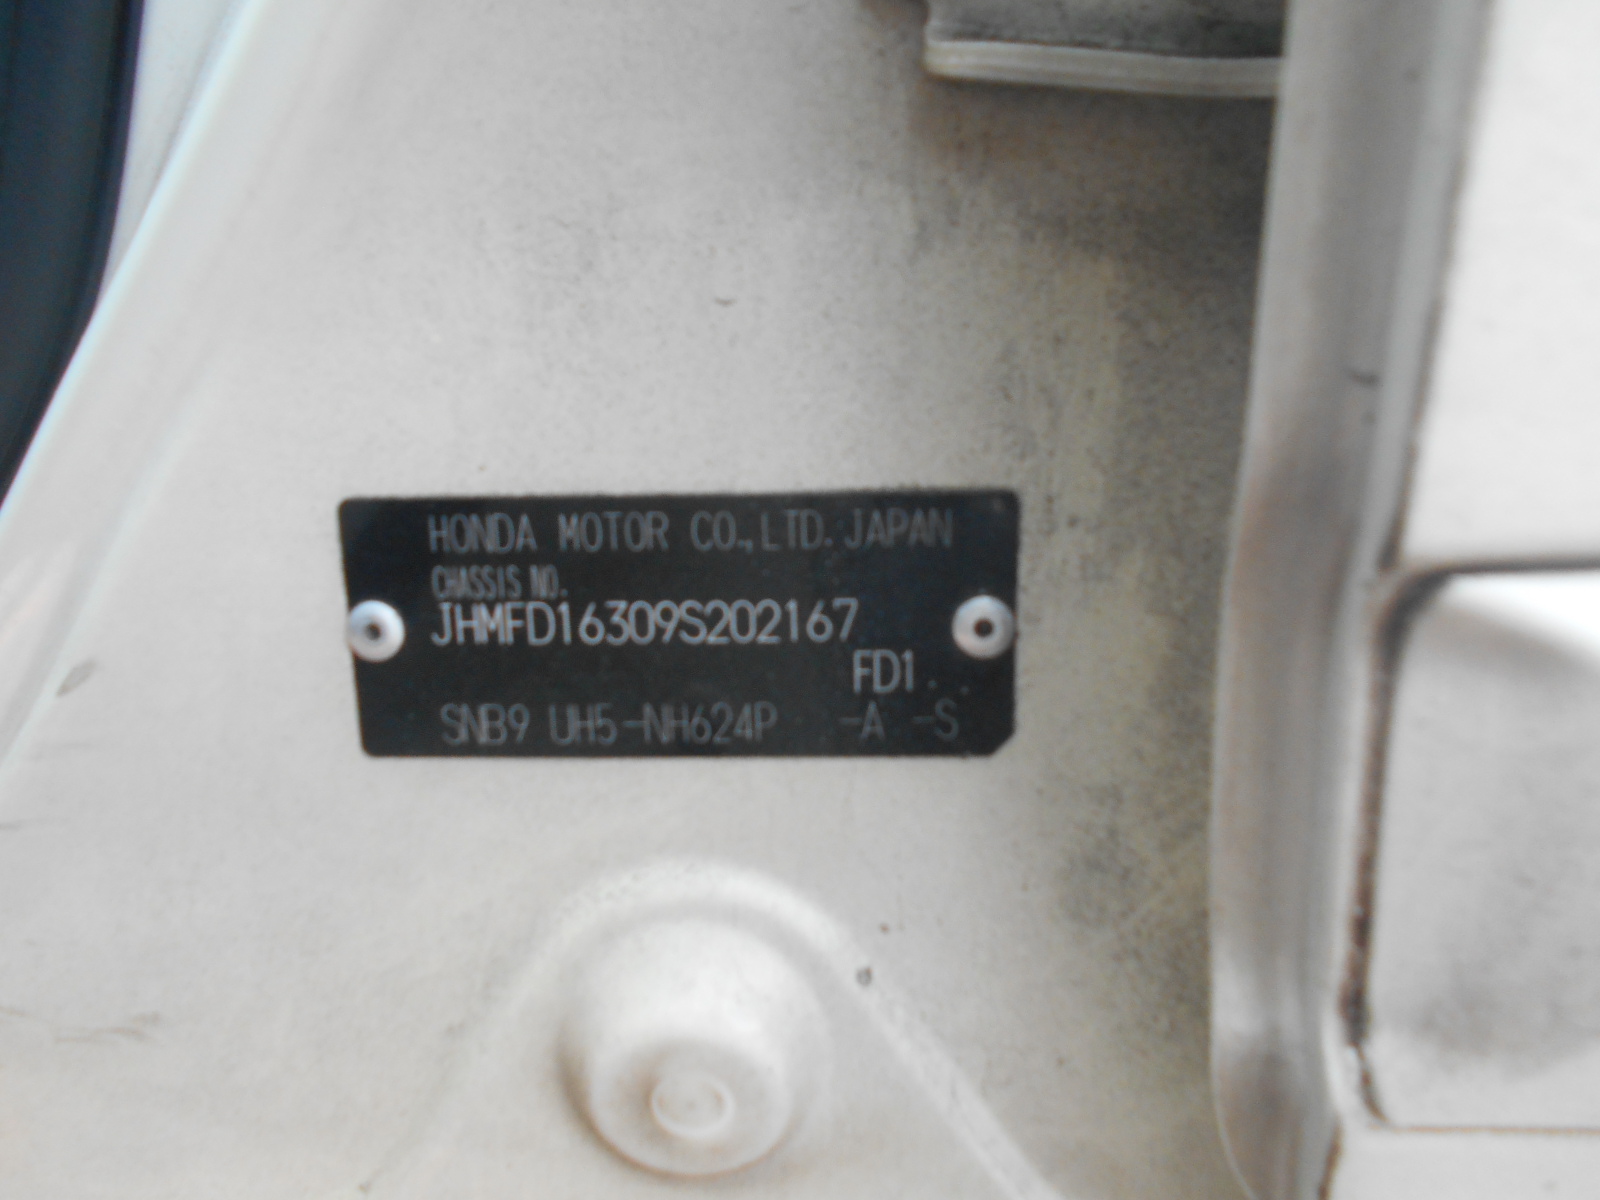 HONDA MOTOR CO.,LTD.JAPAN
CHASSIS NO.
JHMFD16309S202167
FD1
SNB9 UH5-NH624P -A -S